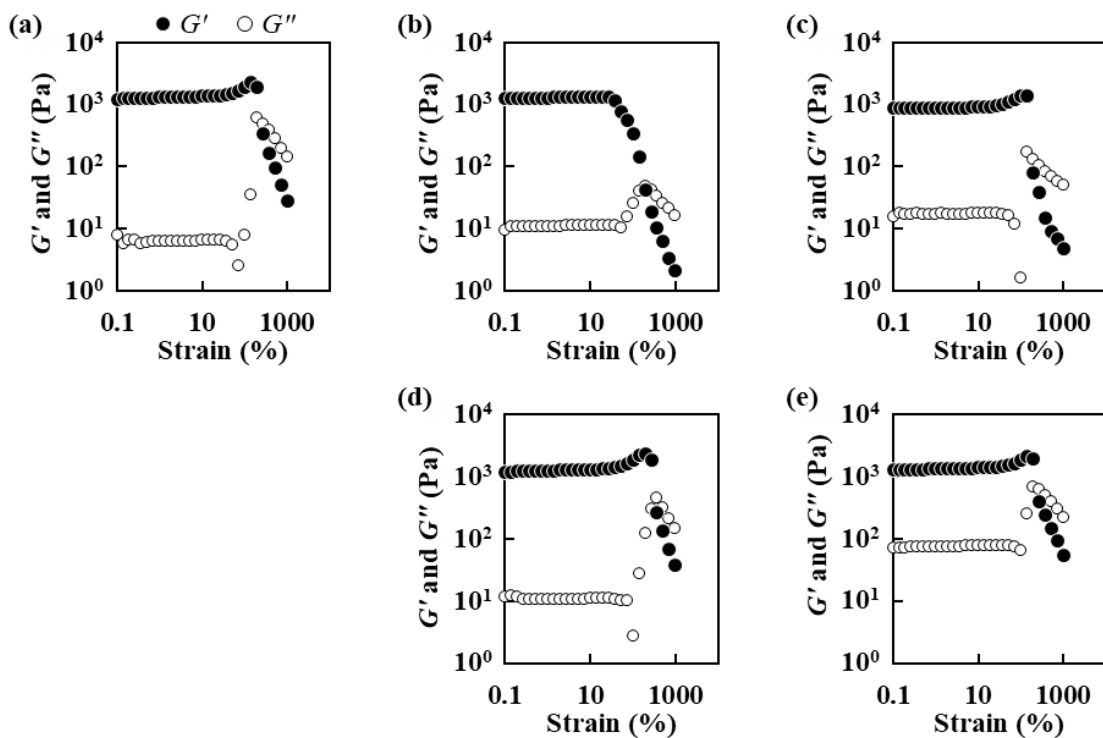 (a) ● G′ ○ G″
10⁴
10³
10²
10¹
10⁰
G′ and G″ (Pa)
0.1 10 1000
Strain (%)
(b)
10⁴
10³
10²
10¹
10⁰
G′ and G″ (Pa)
0.1 10 1000
Strain (%)
(c)
10⁴
10³
10²
10¹
10⁰
G′ and G″ (Pa)
0.1 10 1000
Strain (%)
(d)
10⁴
10³
10²
10¹
10⁰
G′ and G″ (Pa)
0.1 10 1000
Strain (%)
(e)
10⁴
10³
10²
10¹
10⁰
G′ and G″ (Pa)
0.1 10 1000
Strain (%)